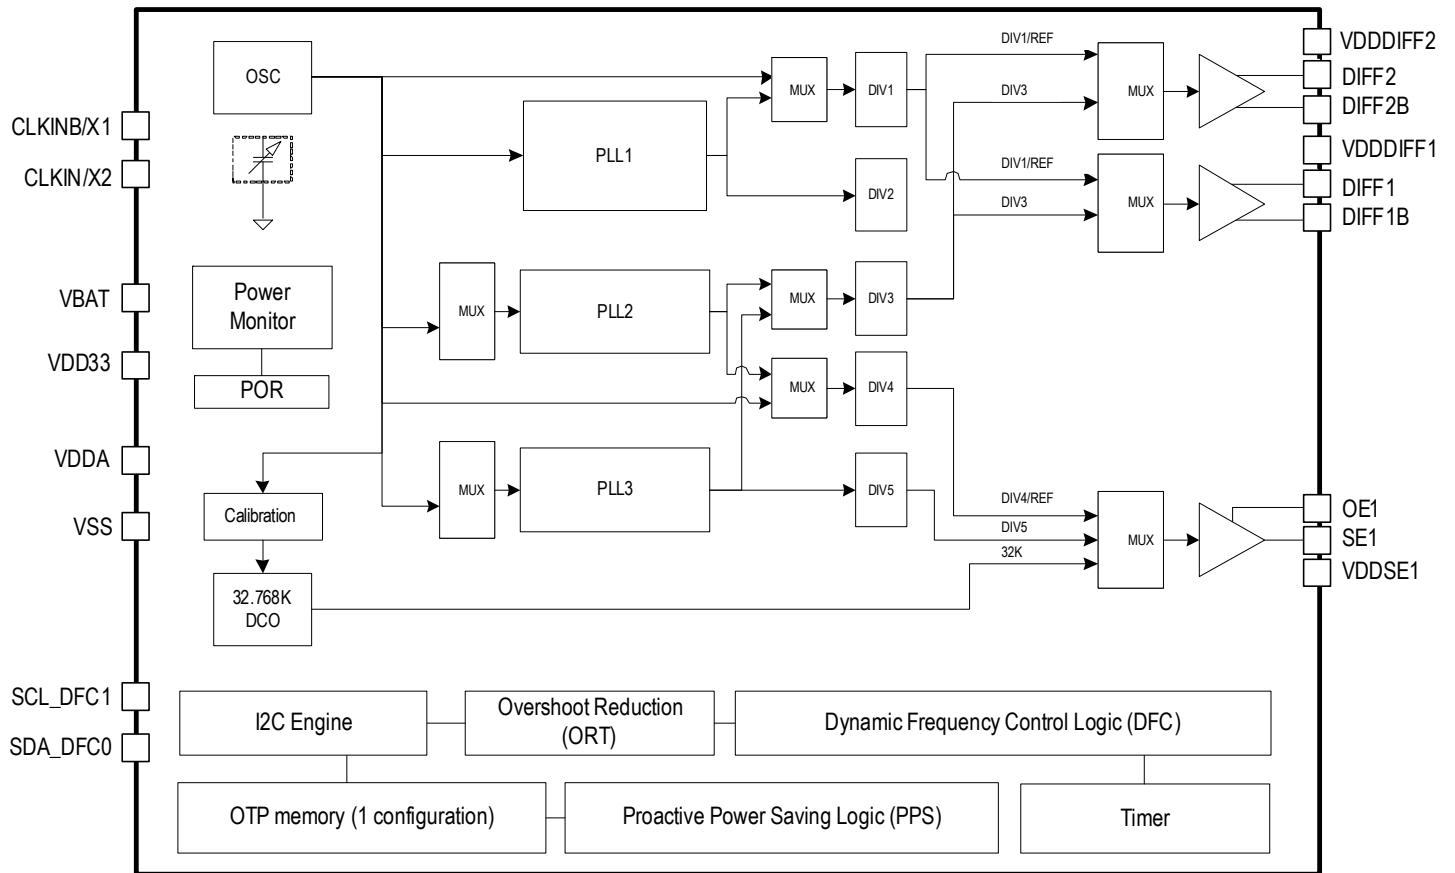 OSC
CLKINB/X1
CLKIN/X2
VBAT
VDD33
VDDA
VSS
SCL_DFC1
SDA_DFC0
Power
Monitor
POR
Calibration
32.768K
DCO
PLL1
MUX
PLL2
MUX
PLL3
MUX
DIV1
DIV2
MUX
DIV3
MUX
DIV4
DIV5
DIV1/REF
DIV3
MUX
DIV1/REF
DIV3
MUX
DIV4/REF
DIV5
32K
MUX
VDDDIFF2
DIFF2
DIFF2B
VDDDIFF1
DIFF1
DIFF1B
OE1
SE1
VDDSE1
I2C Engine
Overshoot Reduction
(ORT)
Dynamic Frequency Control Logic (DFC)
OTP memory (1 configuration)
Proactive Power Saving Logic (PPS)
Timer